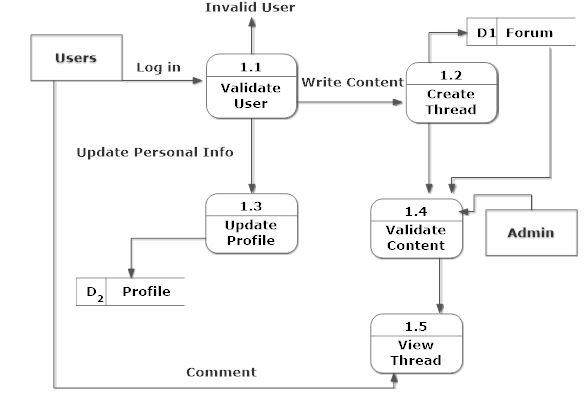 Invalid User
D1 Forum
Users
Log in
1.1
Validate
User
Write Content
1.2
Create
Thread
Update Personal Info
1.3
Update
Profile
1.4
Validate
Content
Admin
D2 Profile
1.5
View
Thread
Comment